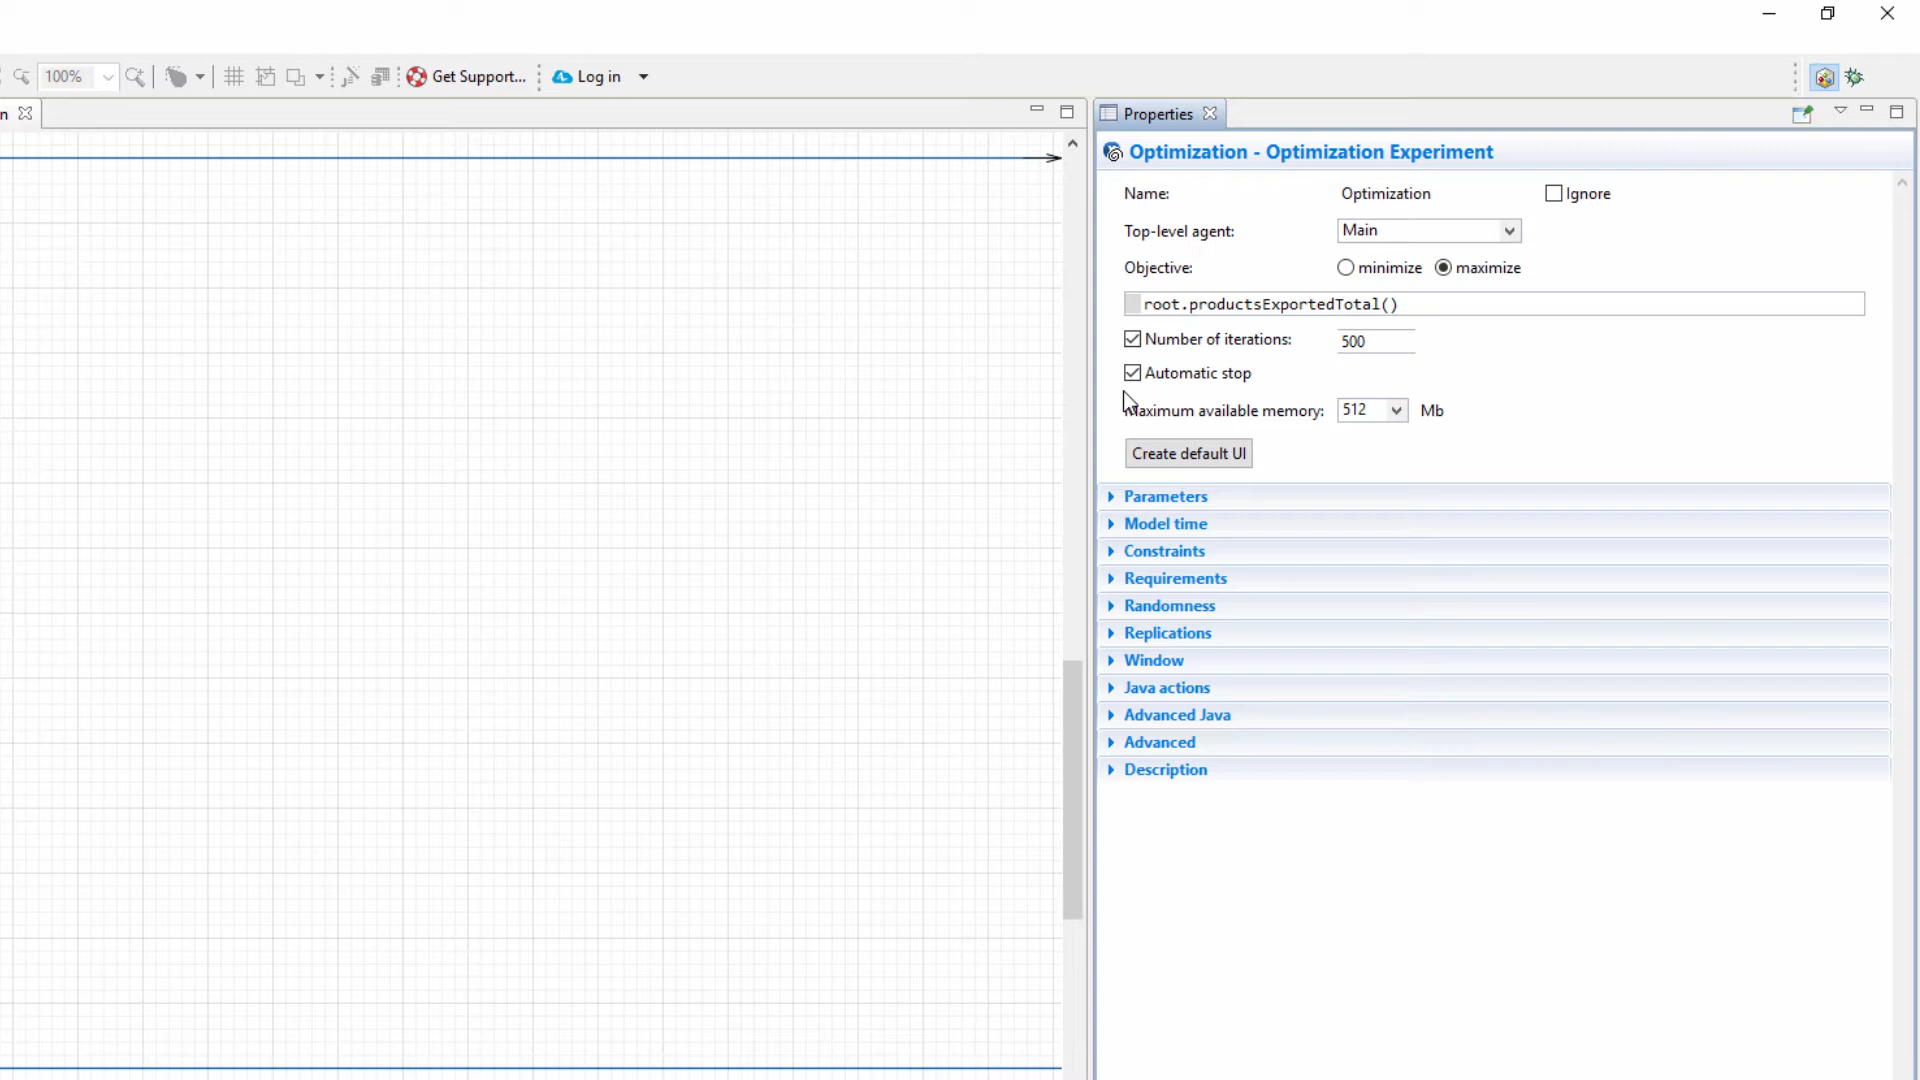 100%
Get Support...
Log in
n
Properties
Optimization - Optimization Experiment
Name: Optimization Ignore
Top-level agent: Main
Objective: minimize maximize
root.productsExportedTotal()
Number of iterations: 500
Automatic stop
Maximum available memory: 512 Mb
Create default UI
Parameters
Model time
Constraints
Requirements
Randomness
Replications
Window
Java actions
Advanced Java
Advanced
Description